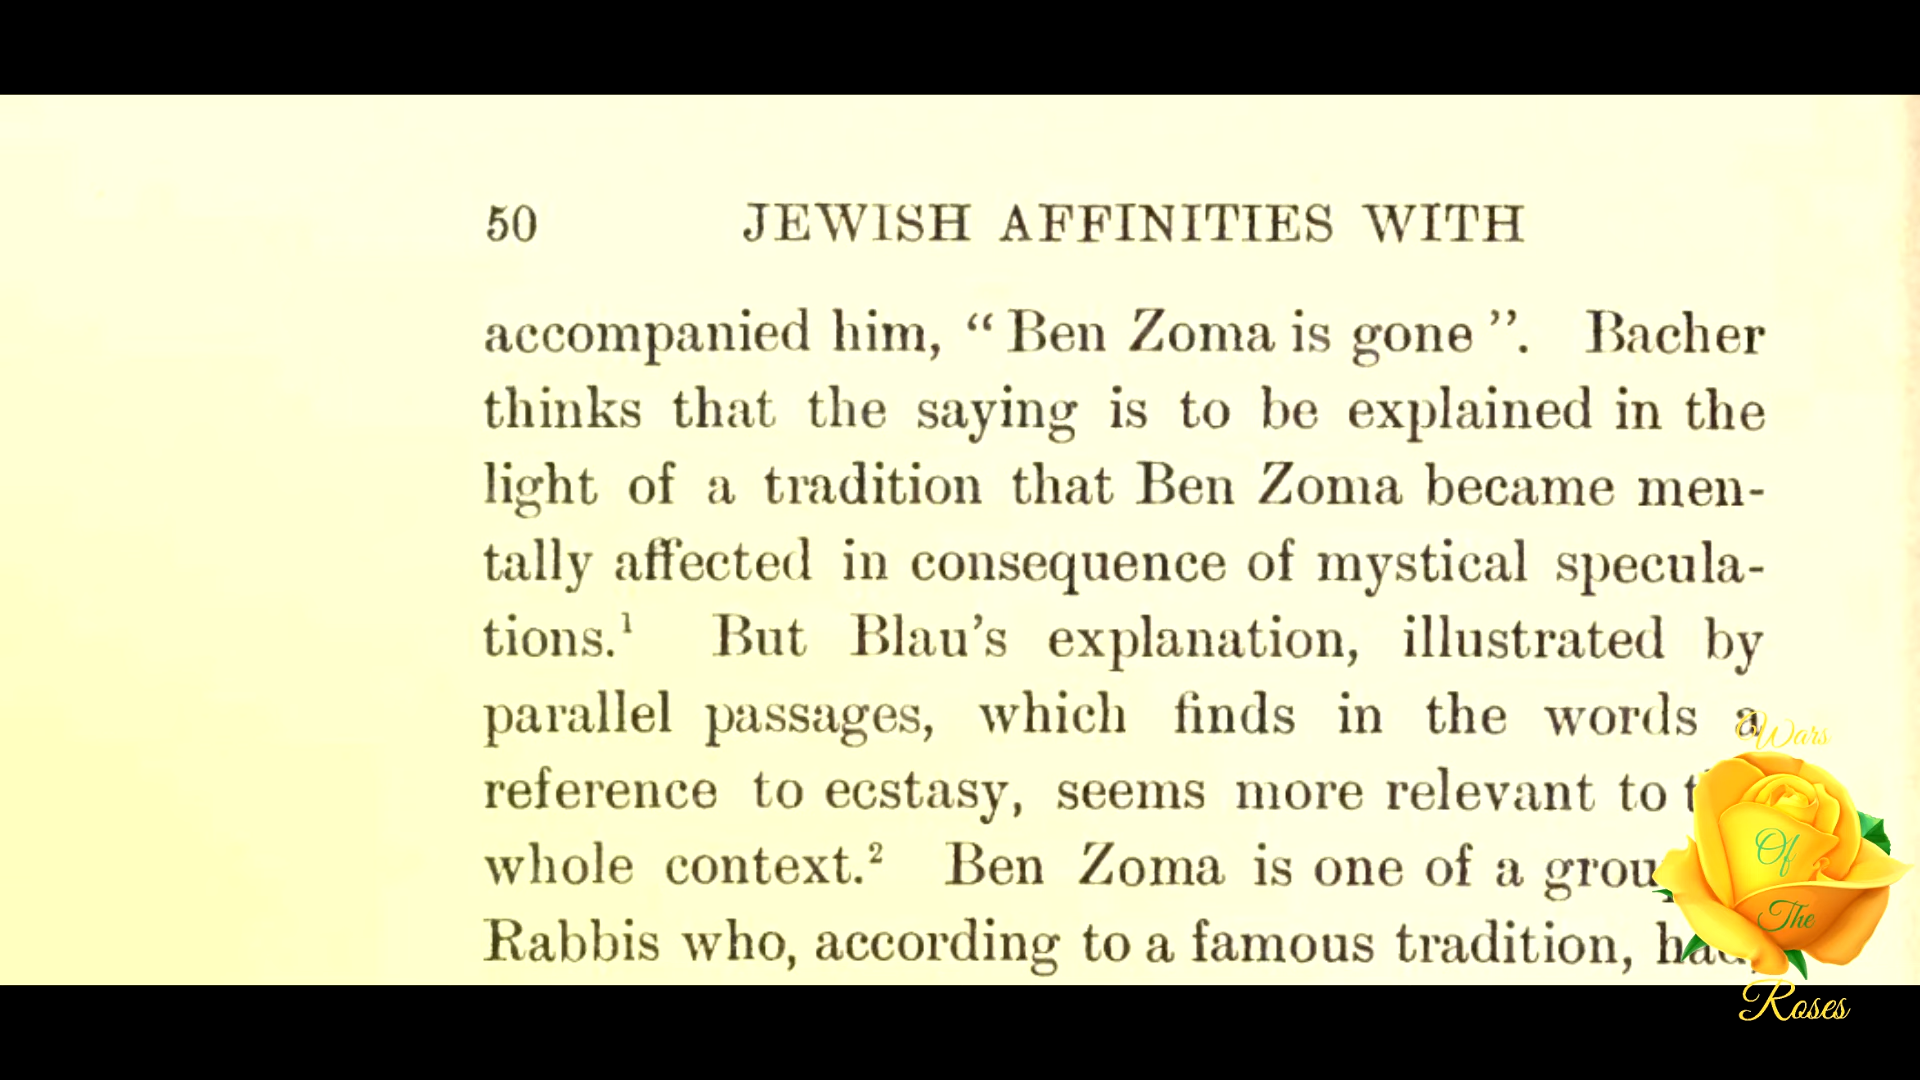 50 JEWISH AFFINITIES WITH
accompanied him, “ Ben Zoma is gone ”. Bacher
thinks that the saying is to be explained in the
light of a tradition that Ben Zoma became men-
tally affected in consequence of mystical specula-
tions.¹ But Blau’s explanation, illustrated by
parallel passages, which finds in the words a
reference to ecstasy, seems more relevant to
whole context.² Ben Zoma is one of a
Rabbis who, according to a famous tradition,
Wars
Of
The
Roses